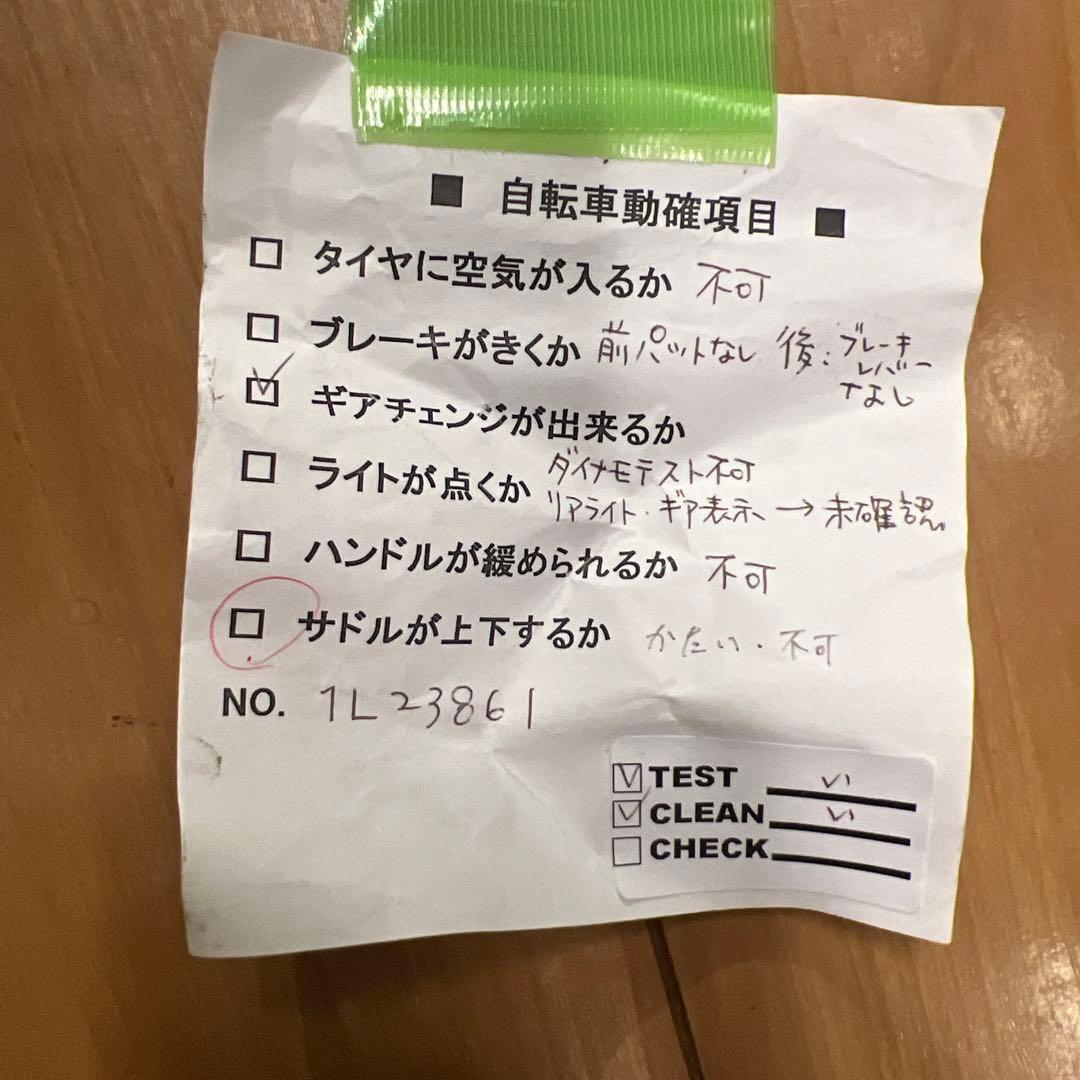 ■ 自転車動確項目 ■
□ タイヤに空気が入るか 不可
□ ブレーキがきくか 前パットなし 後:ブレーキ
レバー
なし
☑ ギアチェンジが出来るか
□ ライトが点くか ダイナモテスト不可
リアライト・ギア表示→未確認。
□ ハンドルが緩められるか 不可
□ サドルが上下するか かたい・不可
NO. 1L23861
☑ TEST い
☑ CLEAN い
□ CHECK